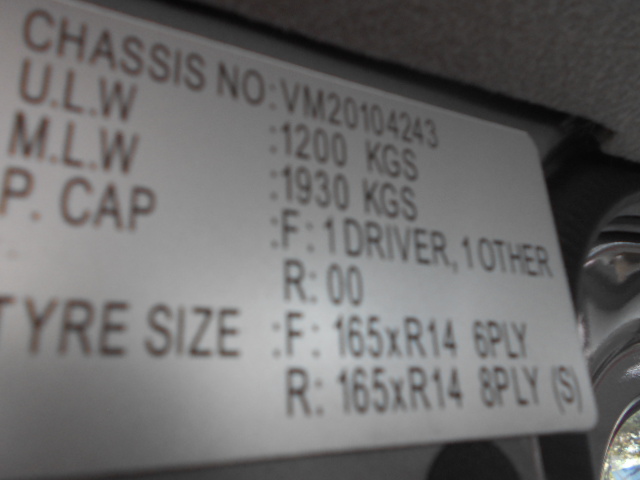 CHASSIS NO:VM20104243
U.L.W :1200 KGS
M.L.W :1930 KGS
P. CAP :F: 1 DRIVER, 1 OTHER
R: 00
TYRE SIZE :F: 165xR14 6PLY
R: 165xR14 8PLY (S)